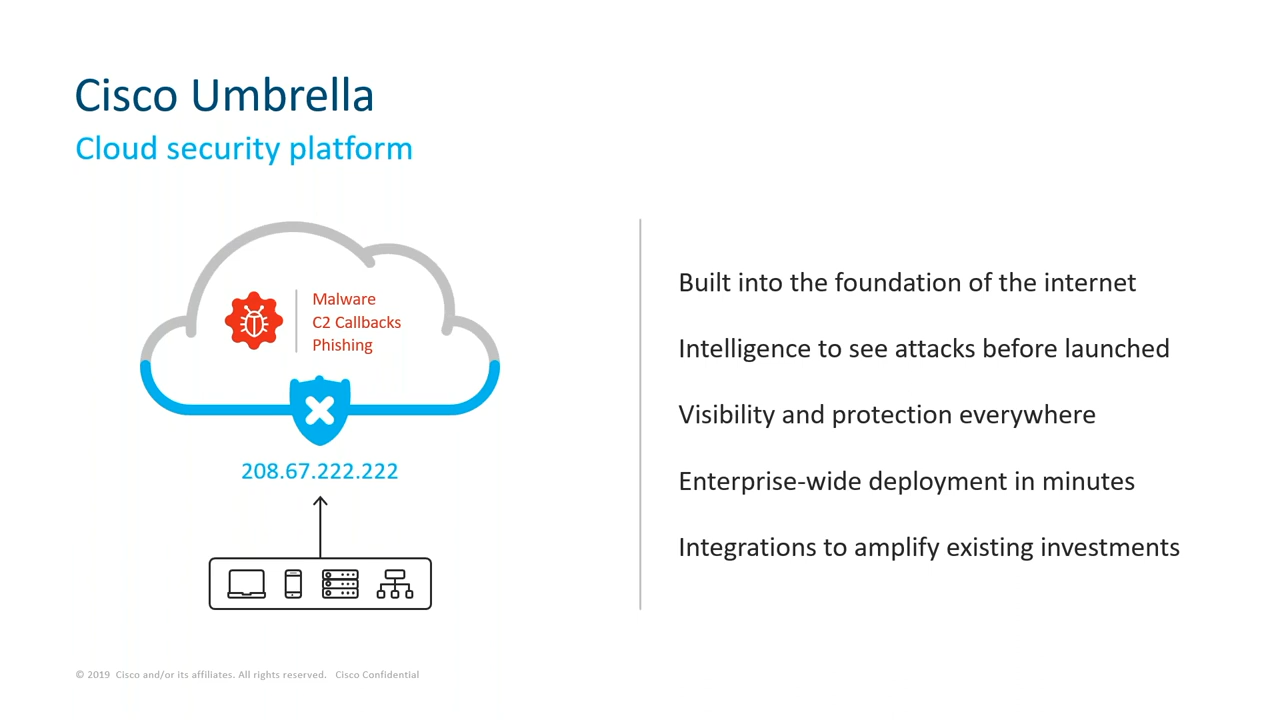 Cisco Umbrella
Cloud security platform
Malware
C2 Callbacks
Phishing
208.67.222.222
Built into the foundation of the internet
Intelligence to see attacks before launched
Visibility and protection everywhere
Enterprise-wide deployment in minutes
Integrations to amplify existing investments
© 2019 Cisco and/or its affiliates. All rights reserved. Cisco Confidential